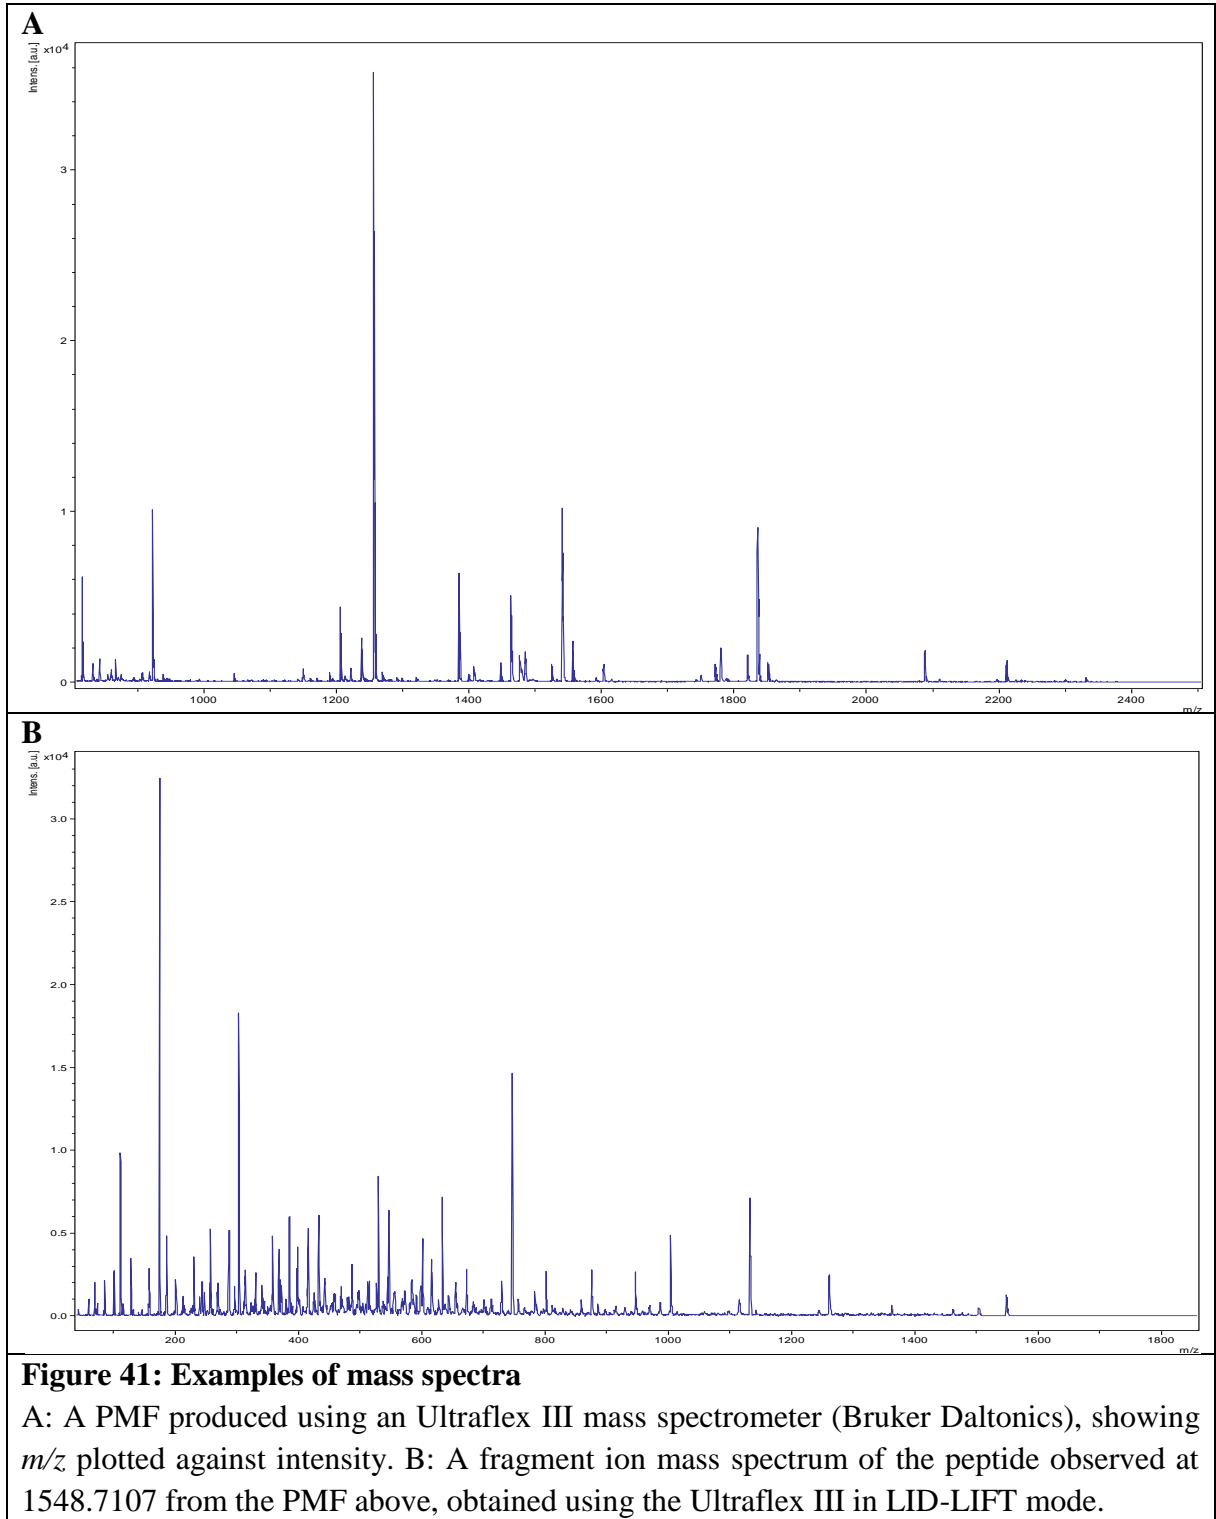 A
Intens. [a.u.]
x10⁴
3
2
1
0
1000 1200 1400 1600 1800 2000 2200 2400
m/z
B
Intens. [a.u.]
x10⁴
3.0
2.5
2.0
1.5
1.0
0.5
0.0
200 400 600 800 1000 1200 1400 1600 1800
m/z
Figure 41: Examples of mass spectra
A: A PMF produced using an Ultraflex III mass spectrometer (Bruker Daltonics), showing
m/z plotted against intensity. B: A fragment ion mass spectrum of the peptide observed at
1548.7107 from the PMF above, obtained using the Ultraflex III in LID-LIFT mode.